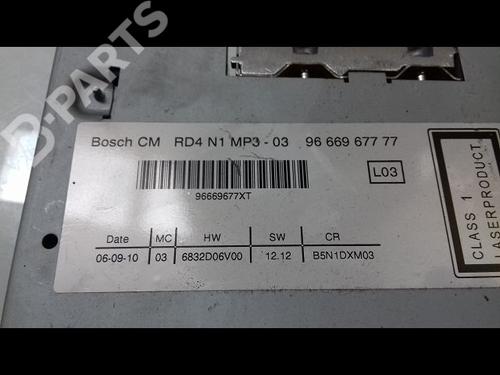 B-PARTS
Bosch CM RD4 N1 MP3 - 03 96 669 677 77
96669677XT
L03
Date MC HW SW CR
06-09-10 03 6832D06V00 12.12 B5N1DXM03
CLASS 1
LASERPRODUCT